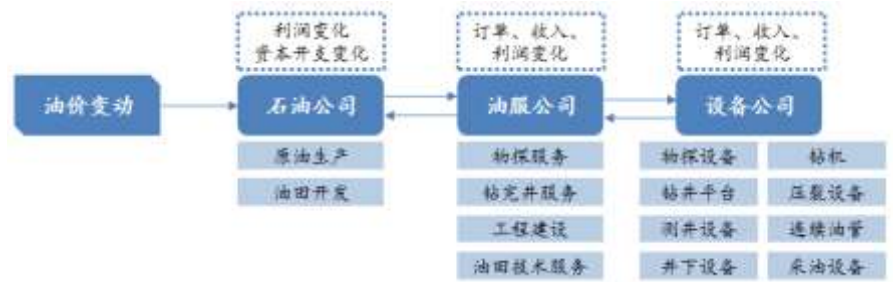 利润变化
资本开支变化
订单、收入、
利润变化
订单、收入、
利润变化
油价变动
石油公司
油服公司
设备公司
原油生产
油田开发
物探服务
钻完井服务
工程建设
油田技术服务
物探设备
钻机
钻井平台
压裂设备
测井设备
连续油管
井下设备
采油设备